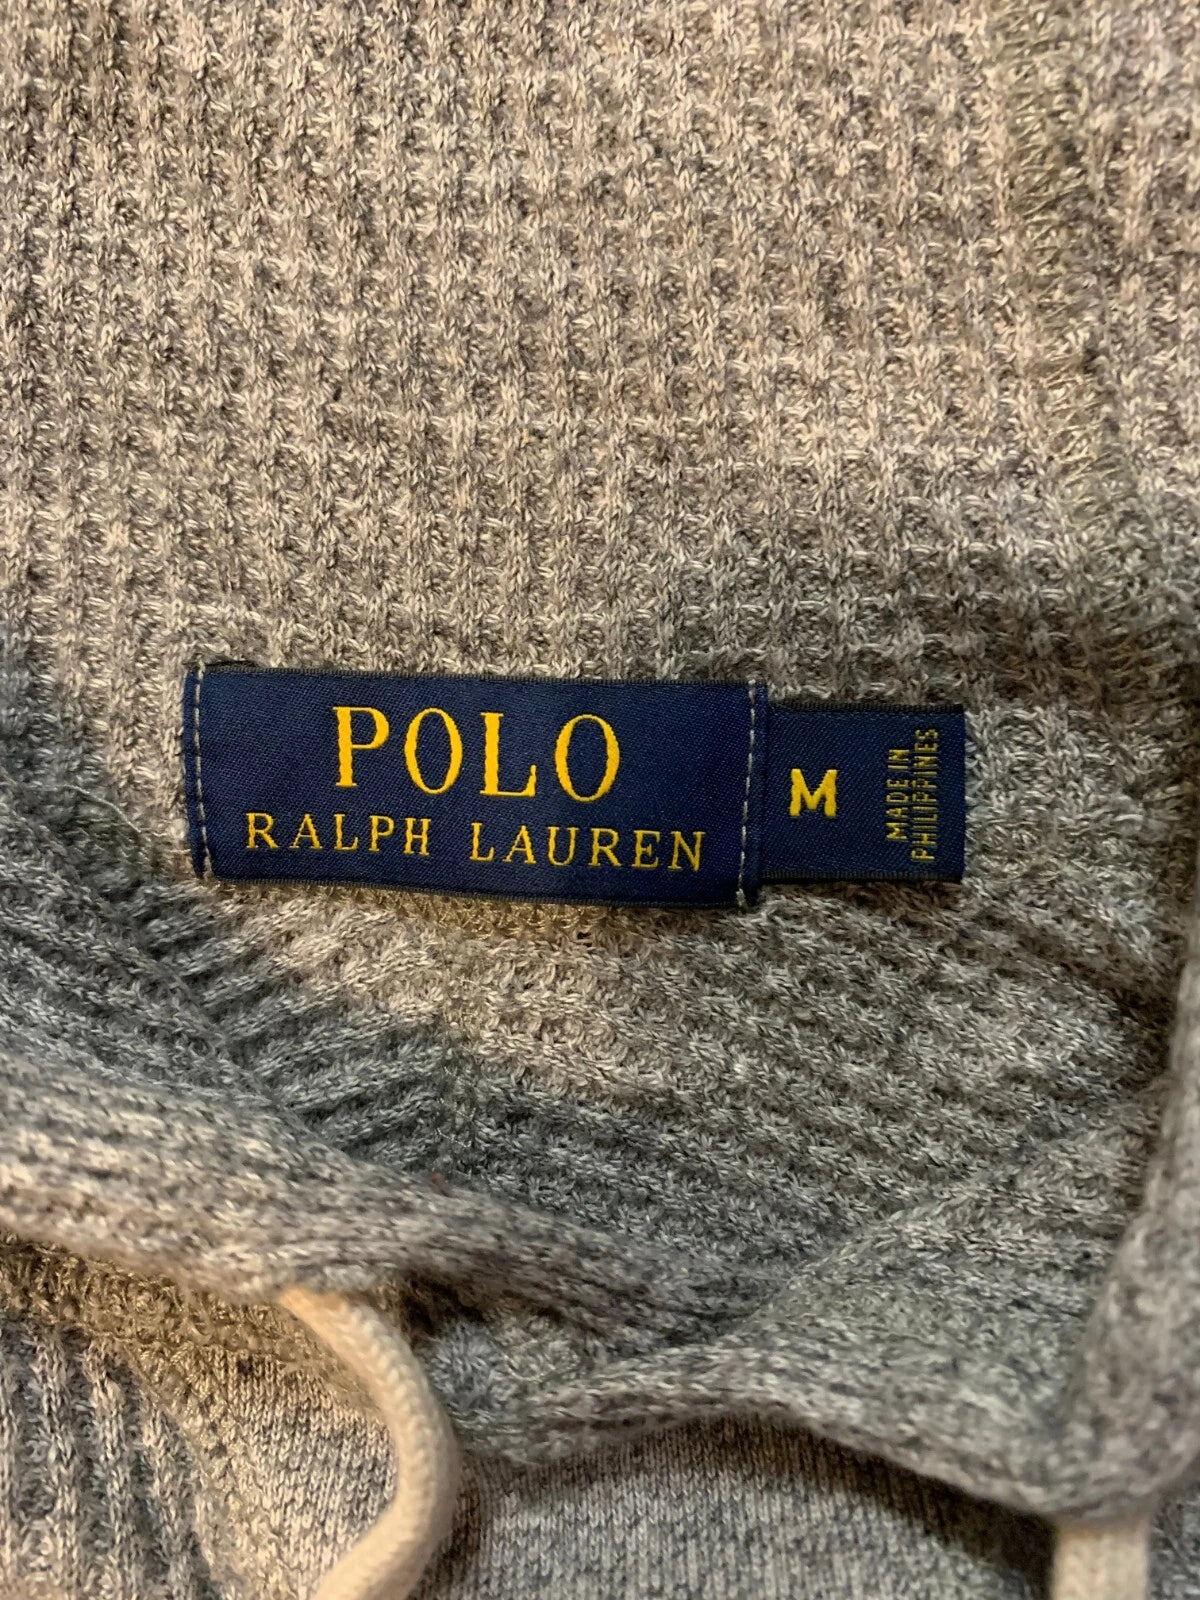 POLO
RALPH LAUREN
M
MADE IN
PHILIPPINES